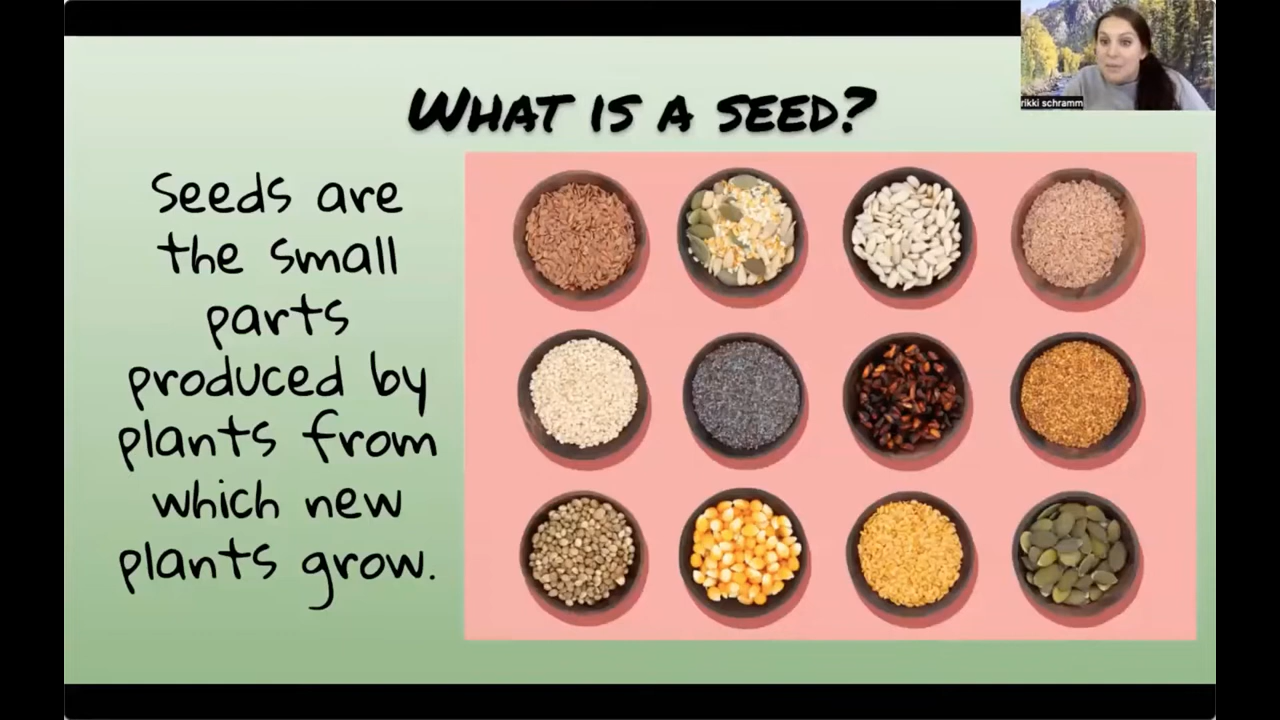 WHAT IS A SEED?
Seeds are
the small
parts
produced by
plants from
which new
plants grow.
rikki schramm